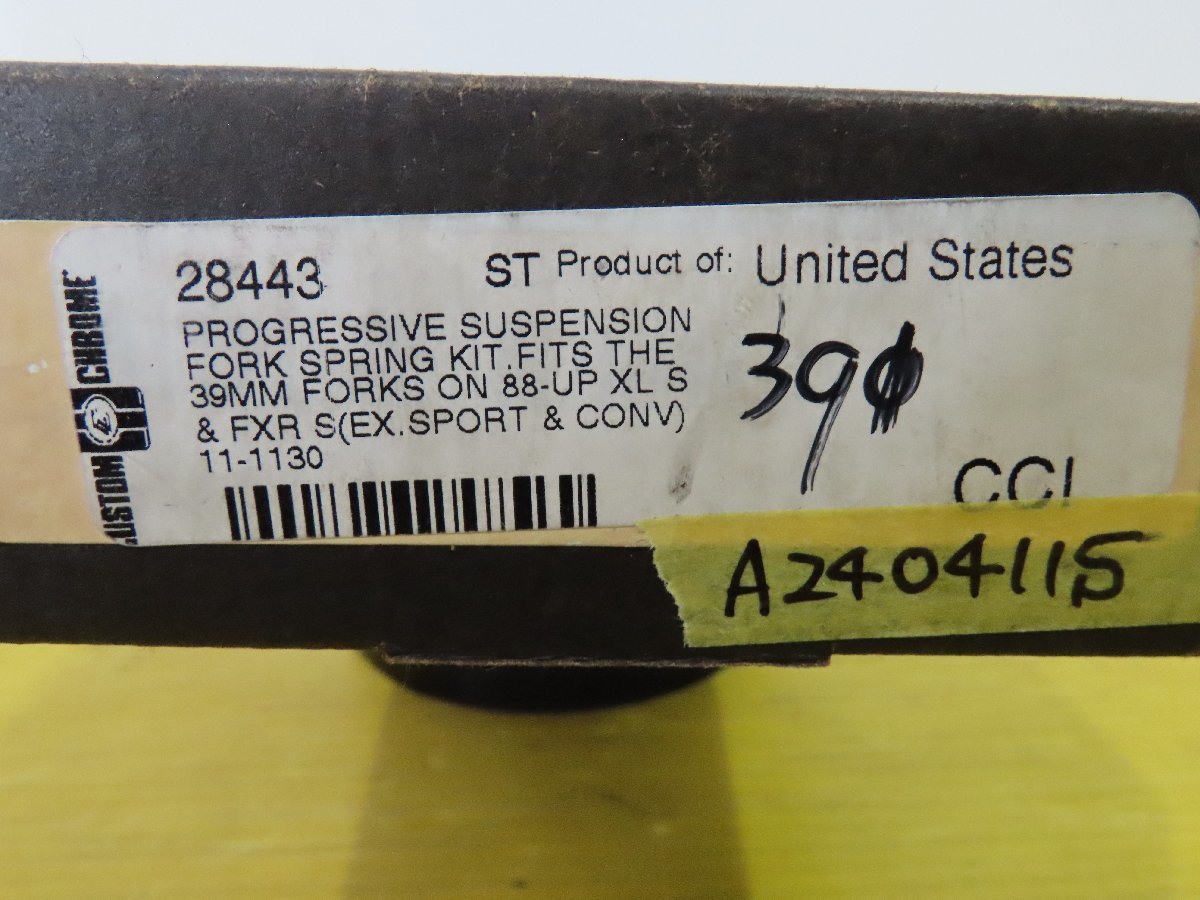 28443 ST Product of: United States
PROGRESSIVE SUSPENSION
FORK SPRING KIT.FITS THE
39MM FORKS ON 88-UP XL S
& FXR S(EX.SPORT & CONV)
11-1130
39φ
CCI
A2404115
CUSTOM CHROME